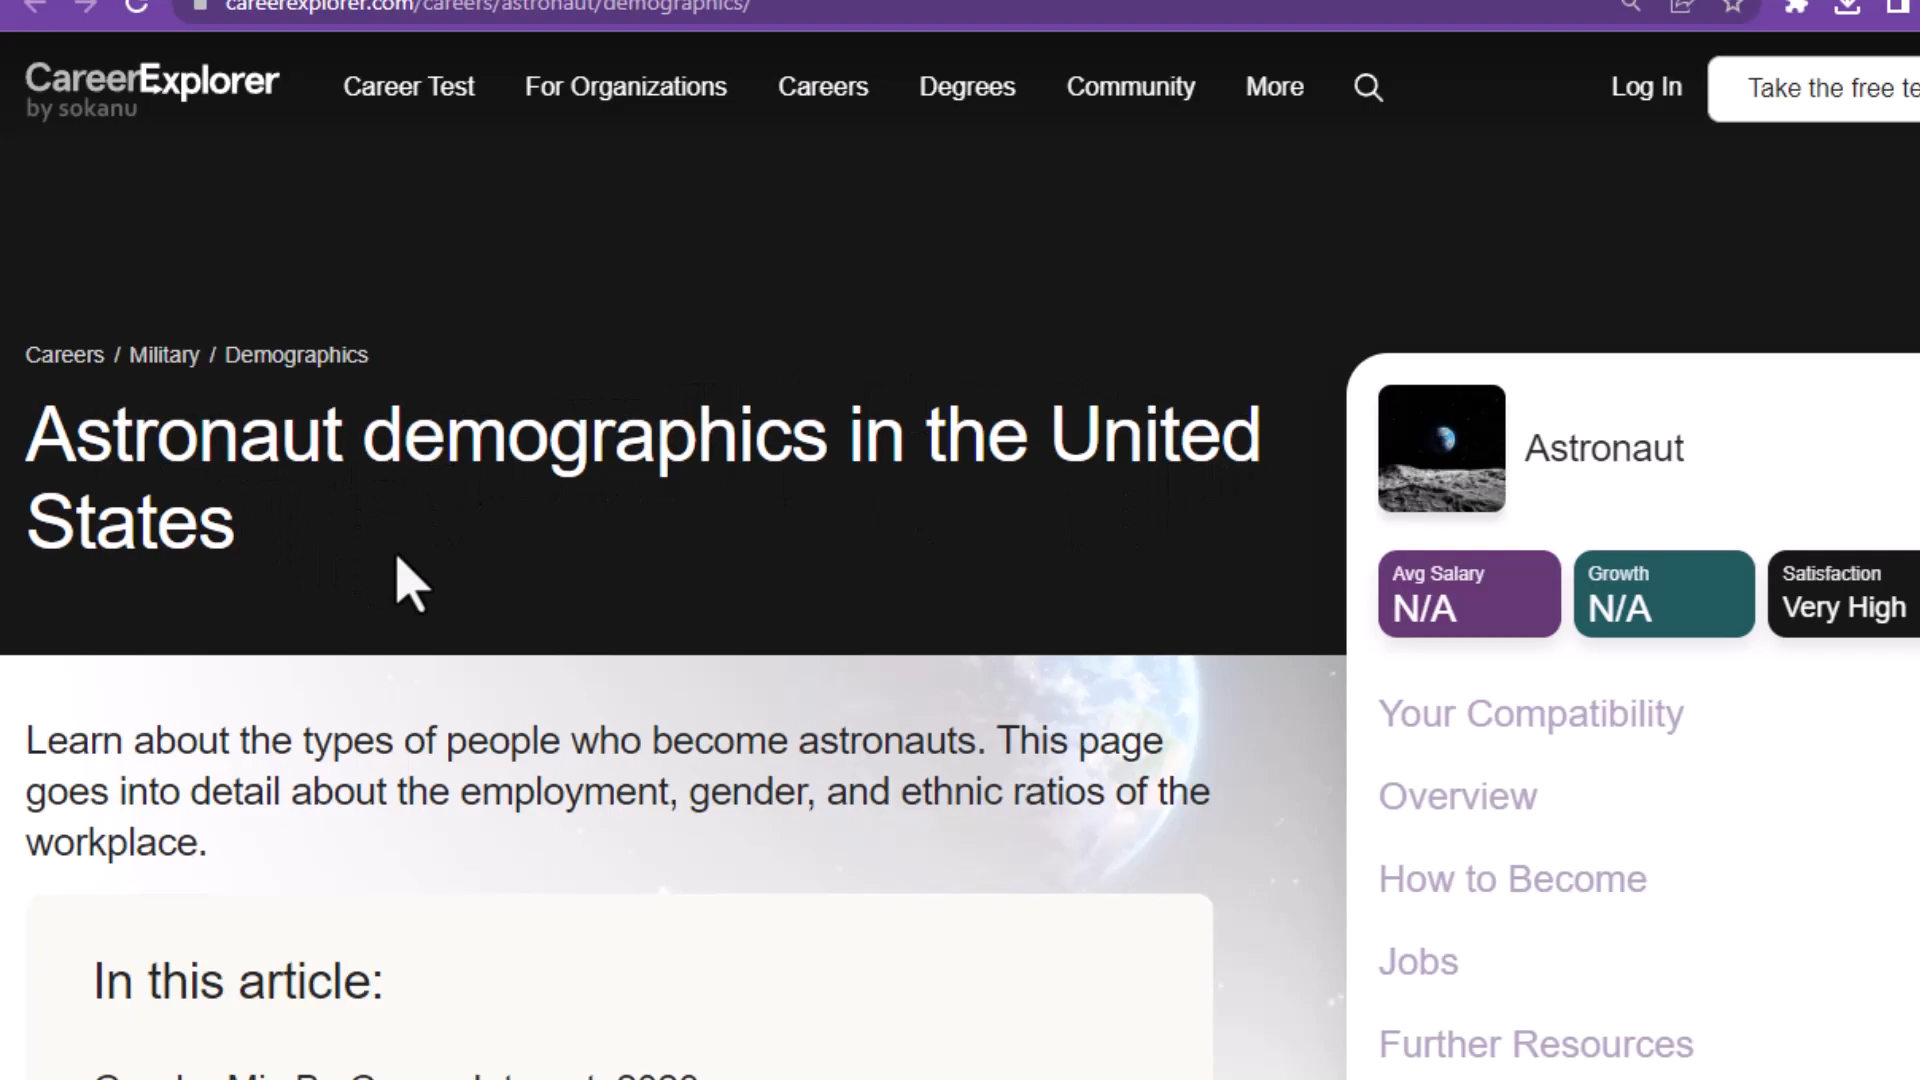 careerexplorer.com/careers/astronaut/demographics/
CareerExplorer
by sokanu
Career Test
For Organizations
Careers
Degrees
Community
More
Log In
Take the free te
Careers / Military / Demographics
Astronaut demographics in the United
States
Astronaut
Avg Salary
N/A
Growth
N/A
Satisfaction
Very High
Learn about the types of people who become astronauts. This page
goes into detail about the employment, gender, and ethnic ratios of the
workplace.
Your Compatibility
Overview
How to Become
Jobs
Further Resources
In this article: